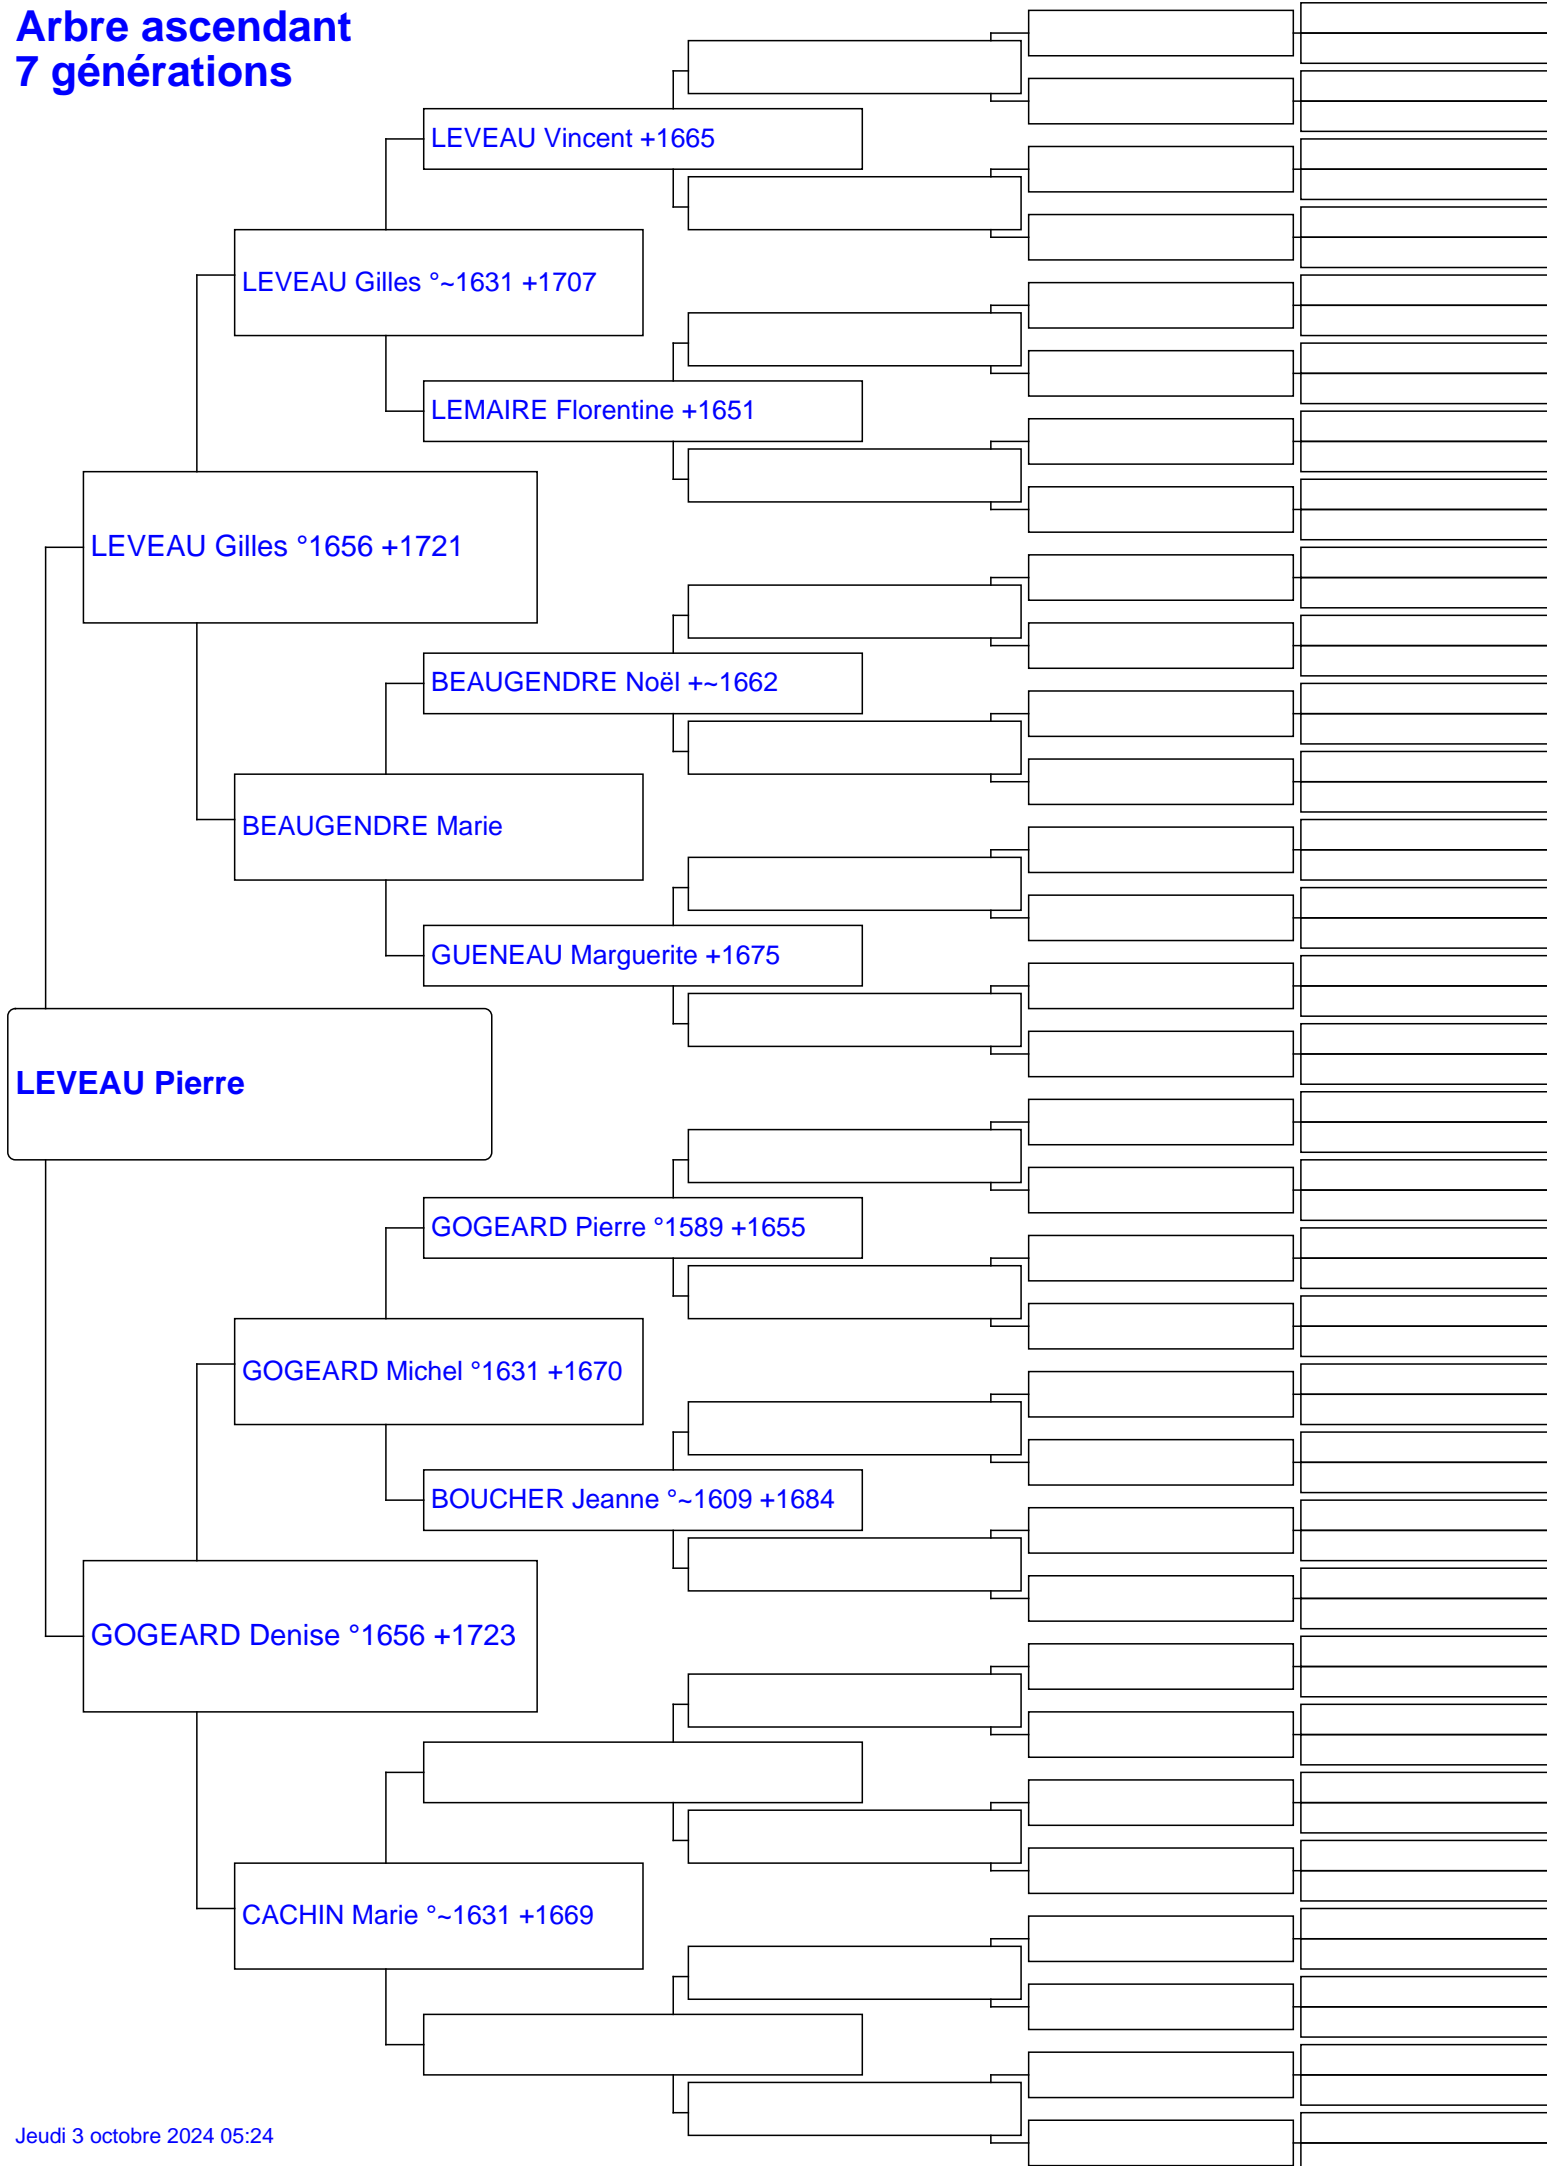 Arbre ascendant
7 générations
LEVEAU Vincent +1665
LEVEAU Gilles °~1631 +1707
LEMAIRE Florentine +1651
LEVEAU Gilles °1656 +1721
BEAUGENDRE Noël +~1662
BEAUGENDRE Marie
GUENEAU Marguerite +1675
LEVEAU Pierre
GOGEARD Pierre °1589 +1655
GOGEARD Michel °1631 +1670
BOUCHER Jeanne °~1609 +1684
GOGEARD Denise °1656 +1723
CACHIN Marie °~1631 +1669
Jeudi 3 octobre 2024 05:24